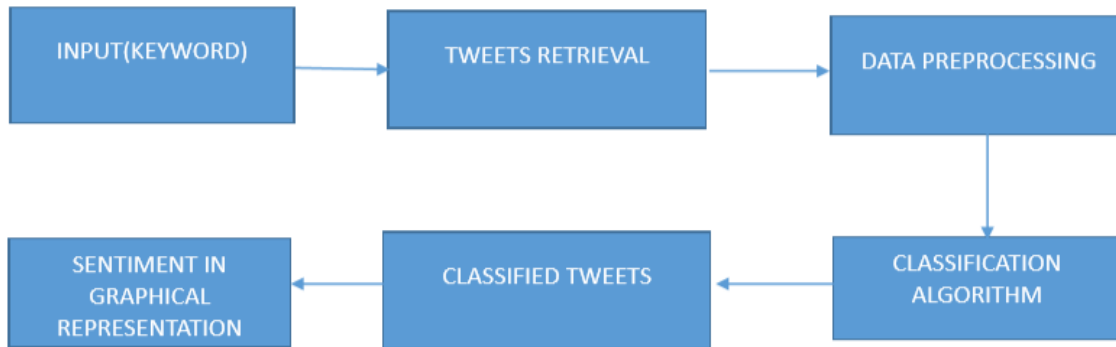 INPUT(KEYWORD)
TWEETS RETRIEVAL
DATA PREPROCESSING
CLASSIFICATION
ALGORITHM
CLASSIFIED TWEETS
SENTIMENT IN
GRAPHICAL
REPRESENTATION